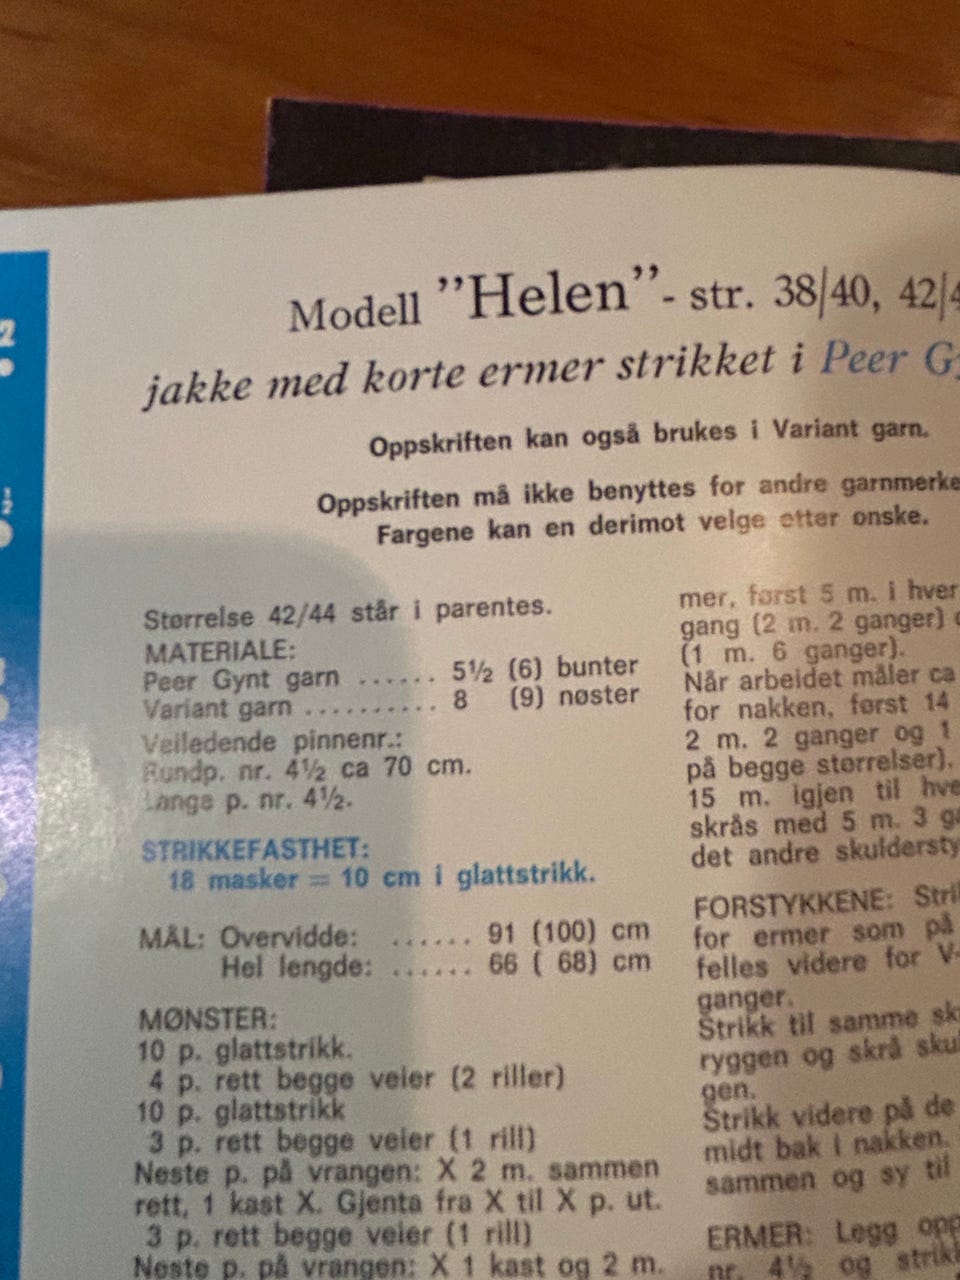 Modell ”Helen”- str. 38/40, 42/4
jakke med korte ermer strikket i Peer G
Oppskriften kan også brukes i Variant garn.
Oppskriften må ikke benyttes for andre garnmerke
Fargene kan en derimot velge etter ønske.
Størrelse 42/44 står i parentes.
MATERIALE:
Peer Gynt garn ...... 5½ (6) bunter
Variant garn .......... 8 (9) nøster
Veiledende pinnenr.:
Rundp. nr. 4½ ca 70 cm.
Lange p. nr. 4½.
STRIKKEFASTHET:
18 masker = 10 cm i glattstrikk.
MÅL: Overvidde: ...... 91 (100) cm
Hel lengde: ...... 66 ( 68) cm
MØNSTER:
10 p. glattstrikk.
4 p. rett begge veier (2 riller)
10 p. glattstrikk
3 p. rett begge veier (1 rill)
Neste p. på vrangen: X 2 m. sammen
rett, 1 kast X. Gjenta fra X til X p. ut.
3 p. rett begge veier (1 rill)
Neste p. på vrangen: X 1 kast og 2 m.
mer, først 5 m. i hver
gang (2 m. 2 ganger)
(1 m. 6 ganger).
Når arbeidet måler ca
for nakken, først 14
2 m. 2 ganger og 1
på begge størrelser).
15 m. igjen til hve
skrås med 5 m. 3 g
det andre skuldersty
FORSTYKKENE: Stri
for ermer som på
felles videre for V-
ganger.
Strikk til samme sk
ryggen og skrå sku
gen.
Strikk videre på de
midt bak i nakken.
sammen og sy til
ERMER: Legg opp
nr. 4½ og strikk
2
½